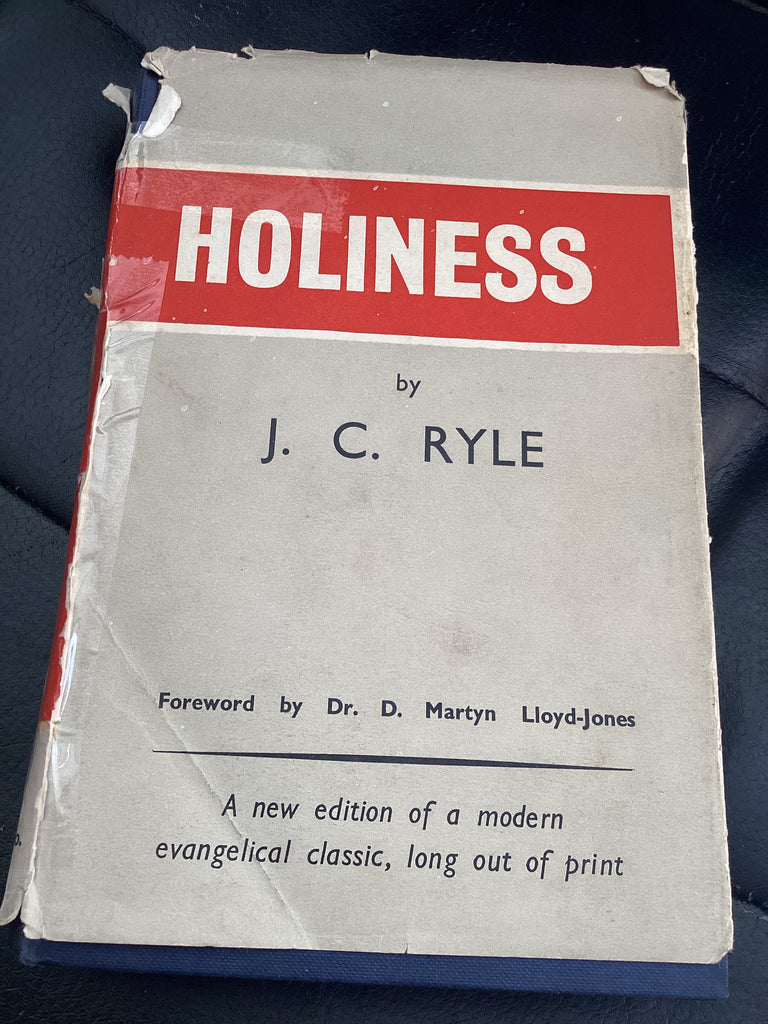 HOLINESS
by
J. C. RYLE
Foreword by Dr. D. Martyn Lloyd-Jones
A new edition of a modern
evangelical classic, long out of print